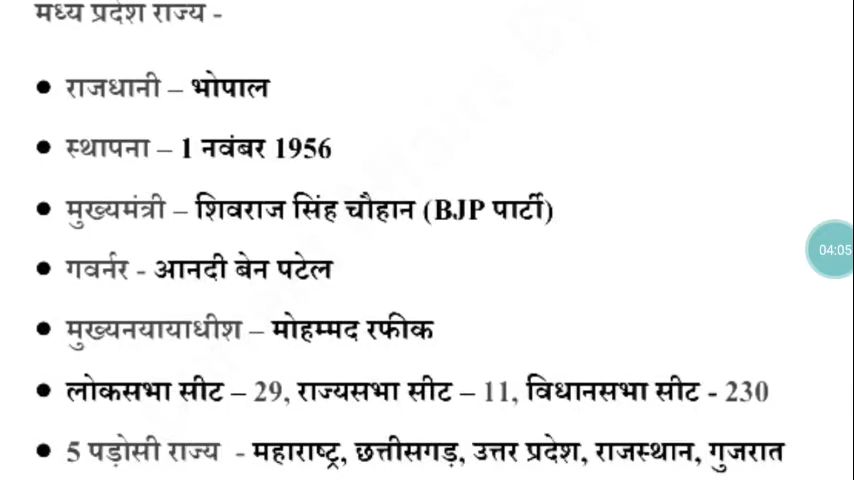 मध्य प्रदेश राज्य -
● राजधानी – भोपाल
● स्थापना – 1 नवंबर 1956
● मुख्यमंत्री – शिवराज सिंह चौहान (BJP पार्टी)
● गवर्नर - आनदी बेन पटेल
● मुख्यनयायाधीश – मोहम्मद रफीक
● लोकसभा सीट – 29, राज्यसभा सीट – 11, विधानसभा सीट - 230
● 5 पड़ोसी राज्य - महाराष्ट्र, छत्तीसगड़, उत्तर प्रदेश, राजस्थान, गुजरात
04:05